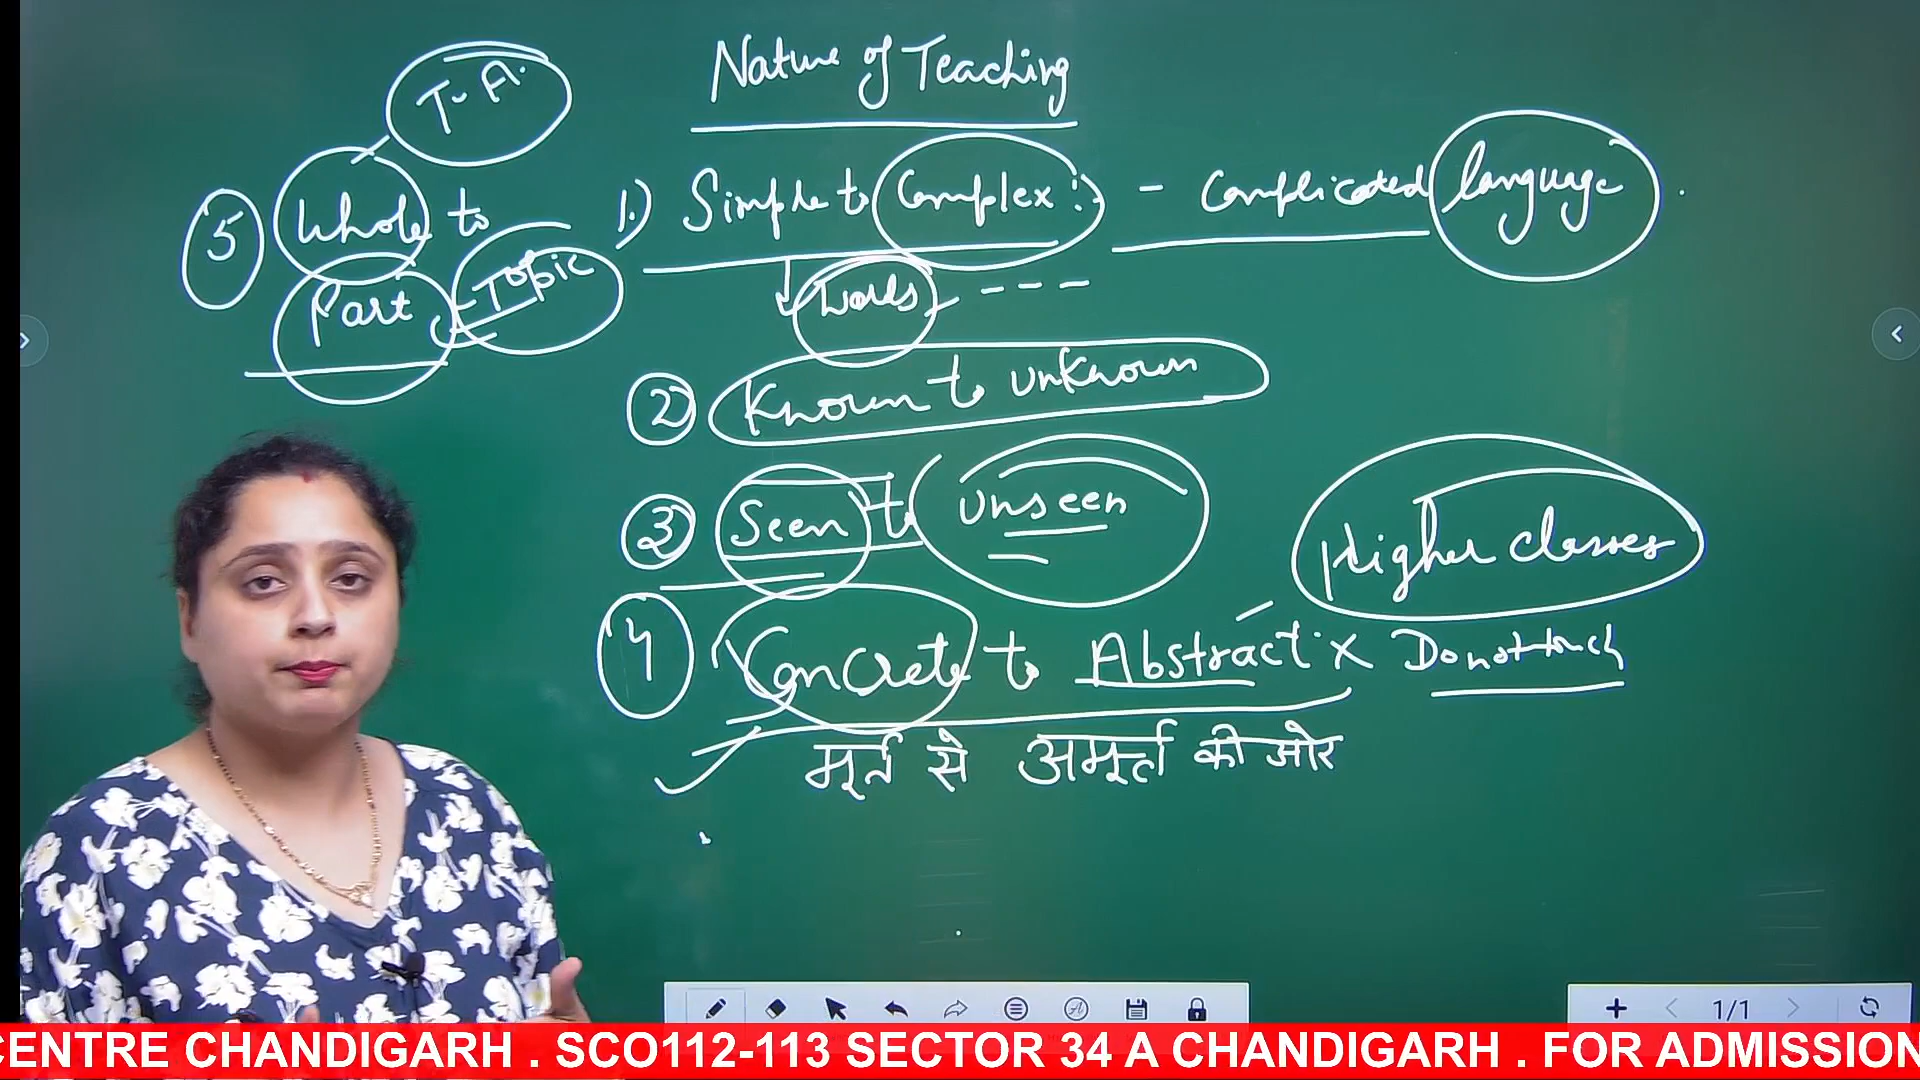 Nature of Teaching
T-A.
5 Whole to
Part - Topic
1.) Simple to Complex :- - Complicated language.
words - - - -
2 Known to unknown
3 Seen to unseen
Higher classes
4 Concrete to Abstract x Do not touch
मूर्त से अमूर्त की ओर
1/1
CENTRE CHANDIGARH . SCO112-113 SECTOR 34 A CHANDIGARH . FOR ADMISSION